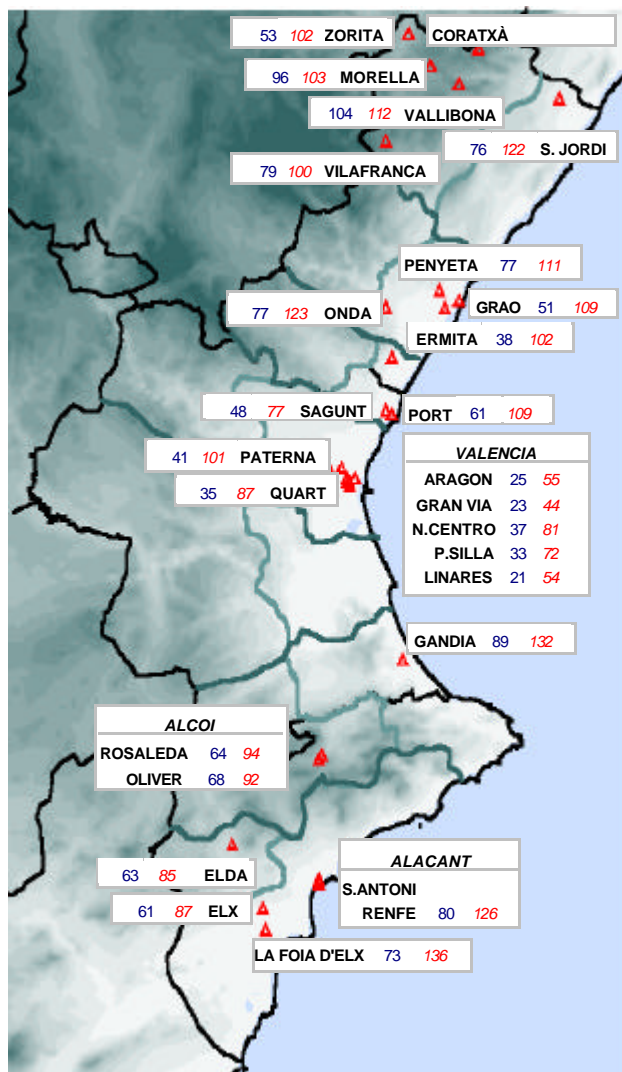 53 102 ZORITA
CORATXÀ
96 103 MORELLA
104 112 VALLIBONA
76 122 S. JORDI
79 100 VILAFRANCA
PENYETA 77 111
77 123 ONDA
GRAO 51 109
ERMITA 38 102
48 77 SAGUNT
PORT 61 109
41 101 PATERNA
35 87 QUART
VALENCIA
ARAGON 25 55
GRAN VIA 23 44
N.CENTRO 37 81
P.SILLA 33 72
LINARES 21 54
GANDIA 89 132
ALCOI
ROSALEDA 64 94
OLIVER 68 92
63 85 ELDA
61 87 ELX
ALACANT
S.ANTONI
RENFE 80 126
LA FOIA D'ELX 73 136